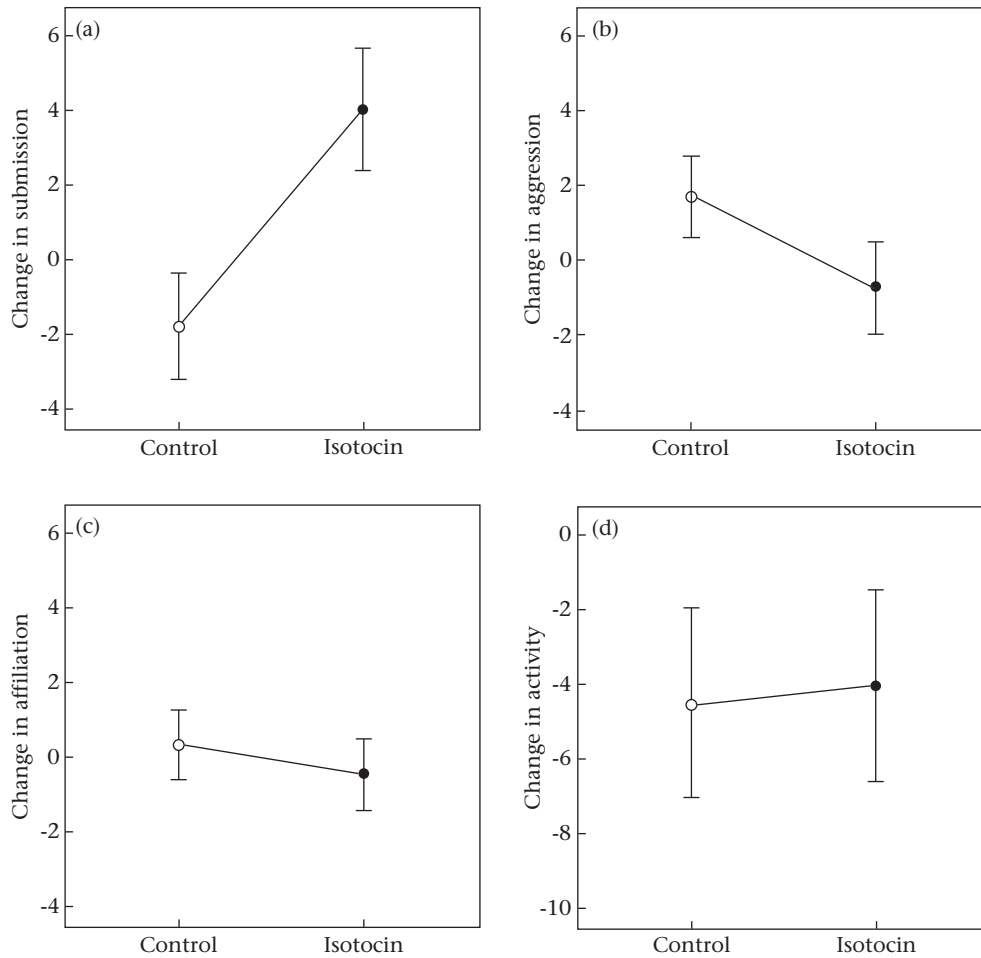 (a)
Change in submission
6
4
2
0
-2
-4
Control Isotocin
(b)
Change in aggression
6
4
2
0
-2
-4
Control Isotocin
(c)
Change in affiliation
6
4
2
0
-2
-4
Control Isotocin
(d)
Change in activity
0
-2
-4
-6
-8
-10
Control Isotocin